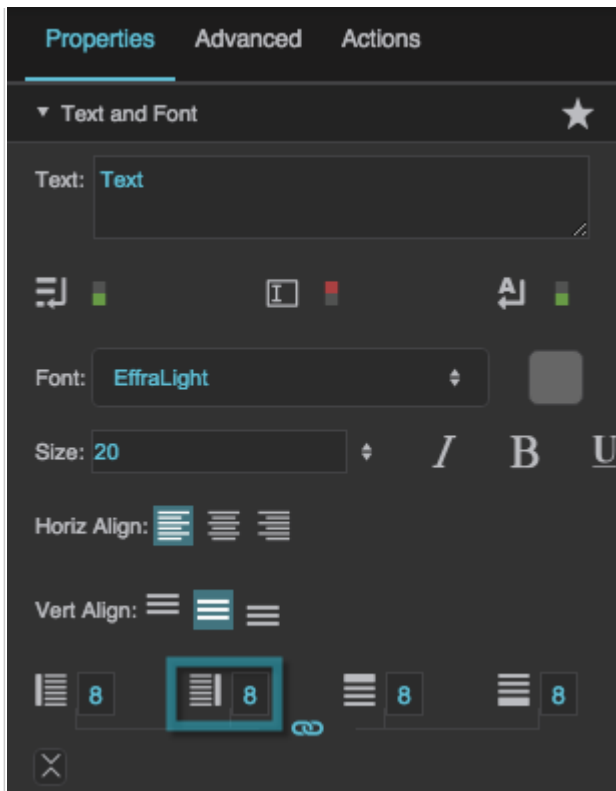 Properties Advanced Actions
Text and Font
Text: Text
Font: EffraLight
Size: 20 I B U
Horiz Align:
Vert Align:
8 8 8 8